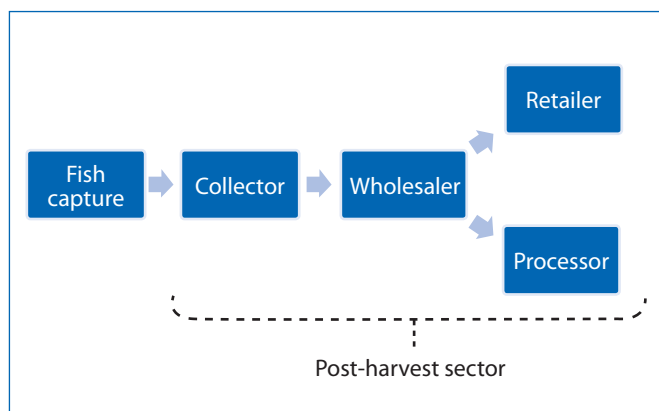 Fish
capture
Collector
Wholesaler
Retailer
Processor
Post-harvest sector